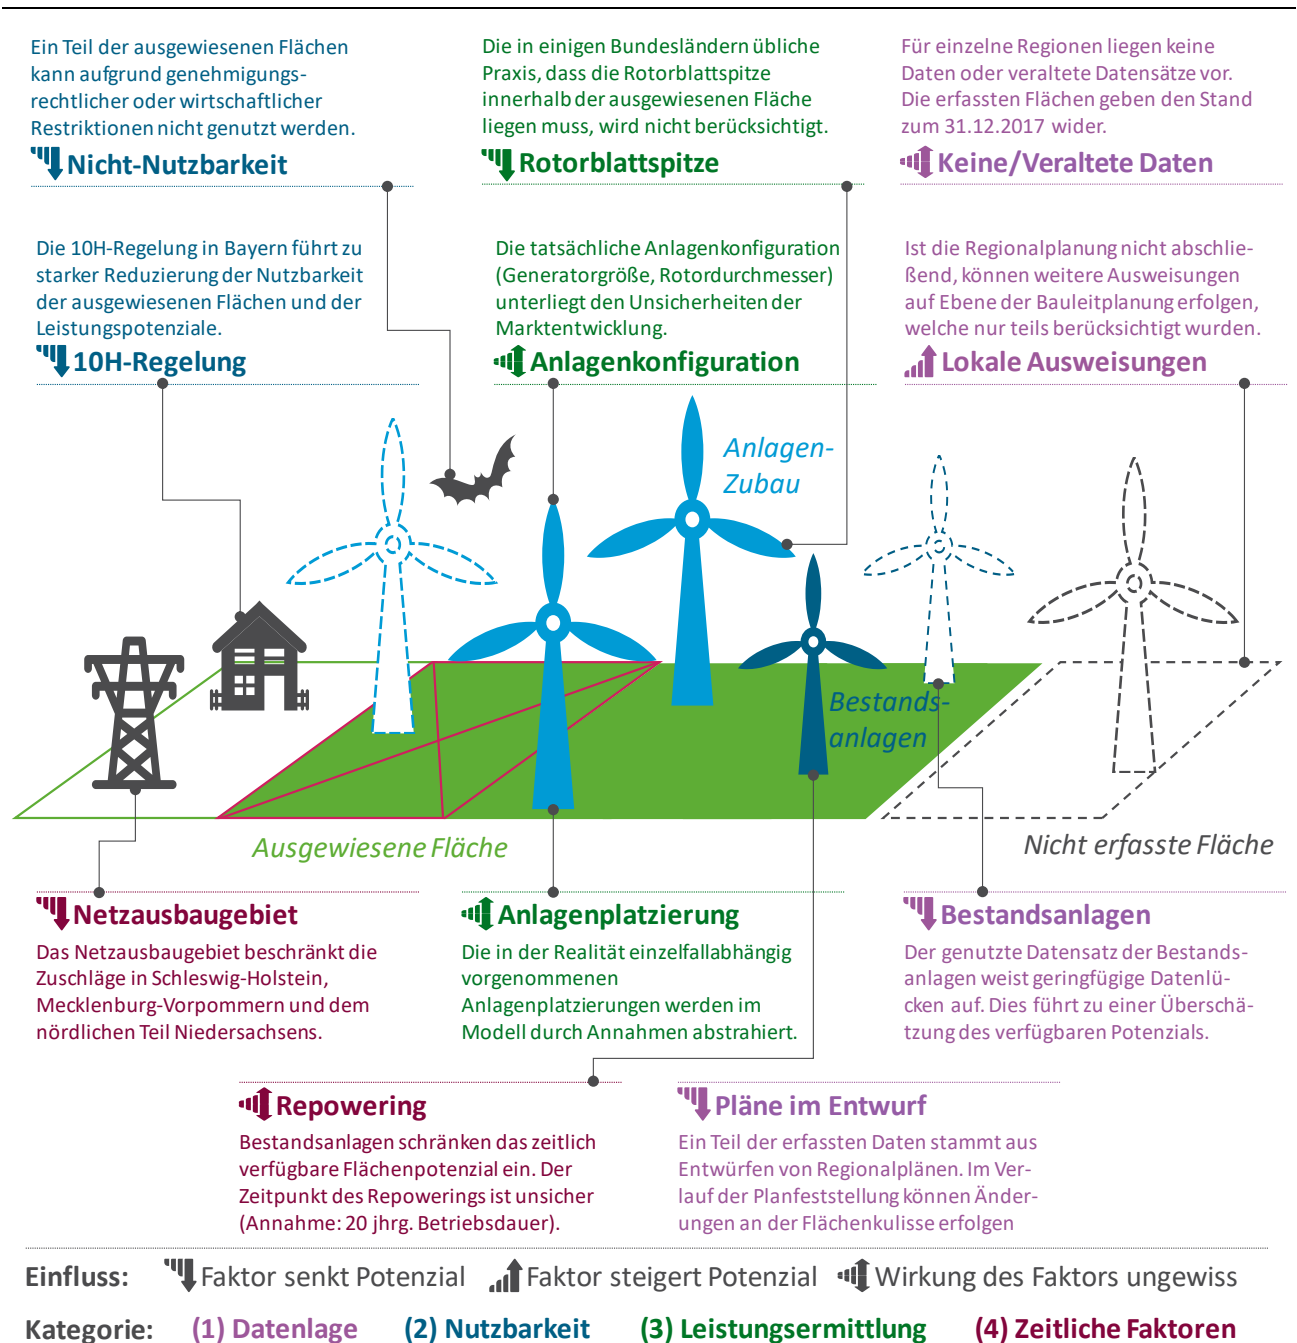 Ein Teil der ausgewiesenen Flächen
kann aufgrund genehmigungs-
rechtlicher oder wirtschaftlicher
Restriktionen nicht genutzt werden.
Nicht-Nutzbarkeit
Die in einigen Bundesländern übliche
Praxis, dass die Rotorblattspitze
innerhalb der ausgewiesenen Fläche
liegen muss, wird nicht berücksichtigt.
Rotorblattspitze
Für einzelne Regionen liegen keine
Daten oder veraltete Datensätze vor.
Die erfassten Flächen geben den Stand
zum 31.12.2017 wider.
Keine/Veraltete Daten
Die 10H-Regelung in Bayern führt zu
starker Reduzierung der Nutzbarkeit
der ausgewiesenen Flächen und der
Leistungspotenziale.
10H-Regelung
Die tatsächliche Anlagenkonfiguration
(Generatorgröße, Rotordurchmesser)
unterliegt den Unsicherheiten der
Marktentwicklung.
Anlagenkonfiguration
Ist die Regionalplanung nicht abschlie-
ßend, können weitere Ausweisungen
auf Ebene der Bauleitplanung erfolgen,
welche nur teils berücksichtigt wurden.
Lokale Ausweisungen
Anlagen-
Zubau
Bestands-
anlagen
Ausgewiesene Fläche
Nicht erfasste Fläche
Netzausbaugebiet
Das Netzausbaugebiet beschränkt die
Zuschläge in Schleswig-Holstein,
Mecklenburg-Vorpommern und dem
nördlichen Teil Niedersachsens.
Anlagenplatzierung
Die in der Realität einzelfallabhängig
vorgenommenen
Anlagenplatzierungen werden im
Modell durch Annahmen abstrahiert.
Bestandsanlagen
Der genutzte Datensatz der Bestands-
anlagen weist geringfügige Datenlü-
cken auf. Dies führt zu einer Überschä-
tzung des verfügbaren Potenzials.
Repowering
Bestandsanlagen schränken das zeitlich
verfügbare Flächenpotenzial ein. Der
Zeitpunkt des Repowerings ist unsicher
(Annahme: 20 jhrg. Betriebsdauer).
Pläne im Entwurf
Ein Teil der erfassten Daten stammt aus
Entwürfen von Regionalplänen. Im Ver-
lauf der Planfeststellung können Änder-
ungen an der Flächenkulisse erfolgen
Einfluss: Faktor senkt Potenzial Faktor steigert Potenzial Wirkung des Faktors ungewiss
Kategorie: (1) Datenlage (2) Nutzbarkeit (3) Leistungsermittlung (4) Zeitliche Faktoren